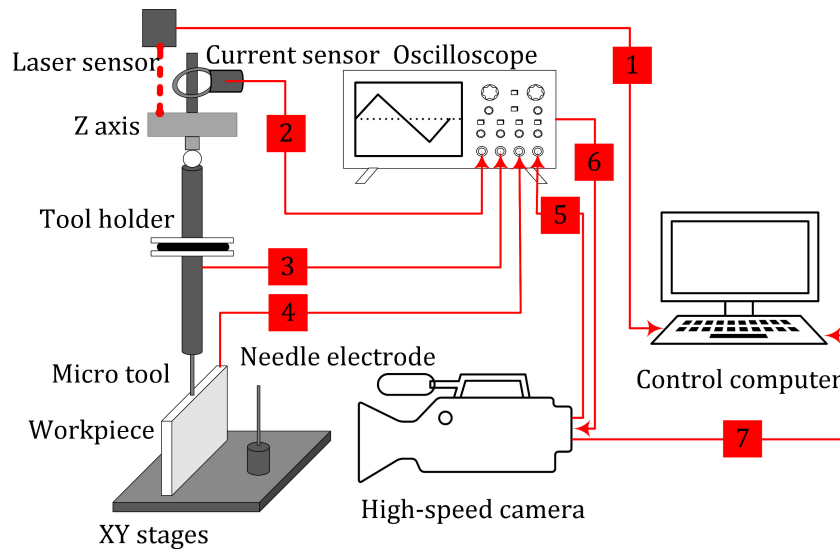 1
Laser sensor
Current sensor
Oscilloscope
Z axis
2
6
5
Tool holder
3
4
Needle electrode
Micro tool
Control computer
Workpiece
7
High-speed camera
XY stages